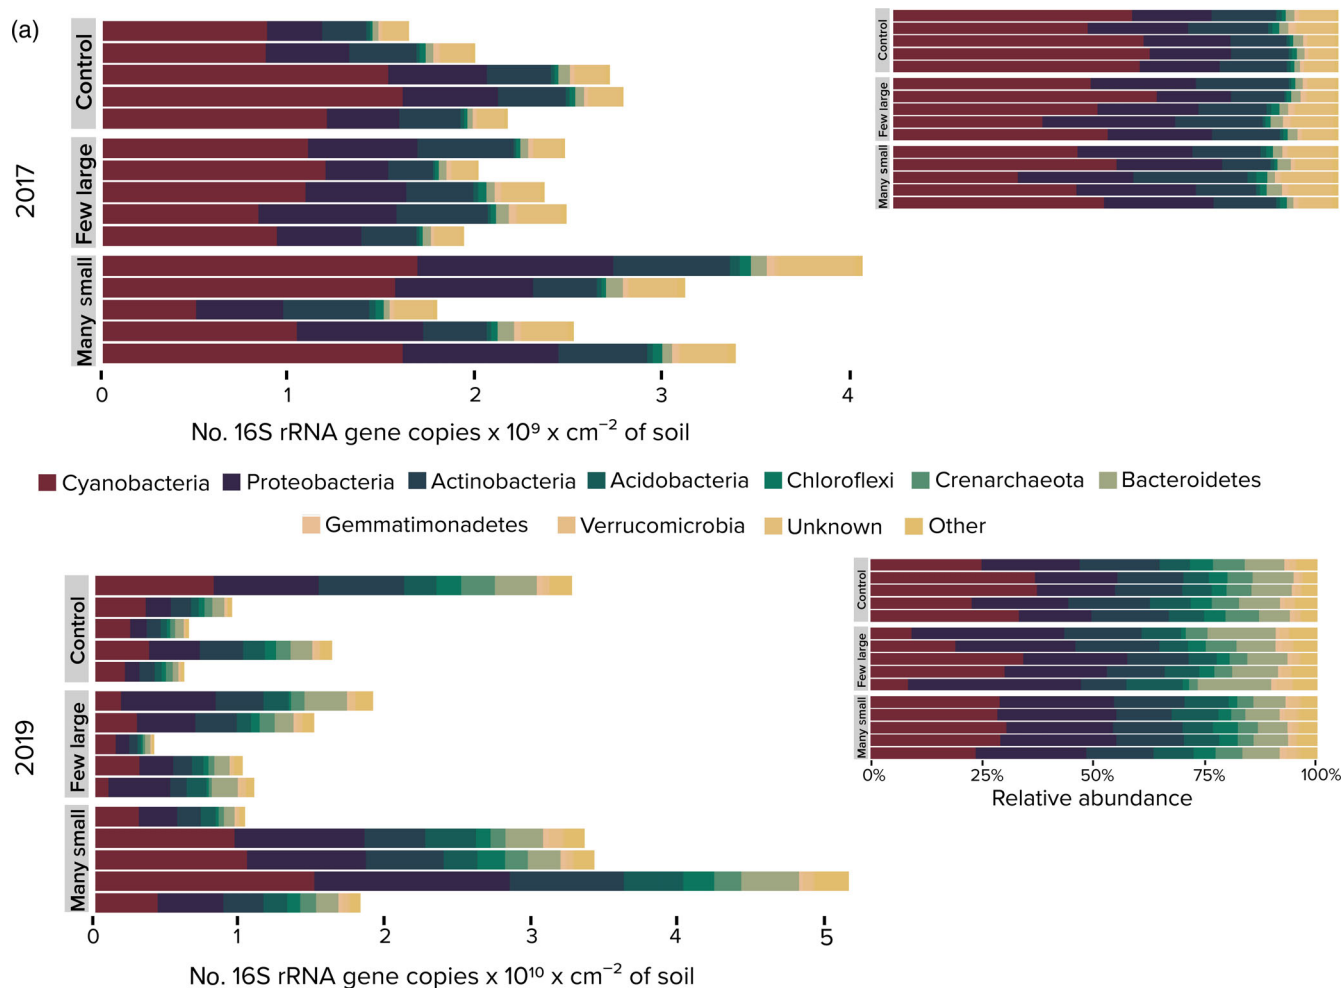 (a)
2017
Control
Few large
Many small
0 1 2 3 4
No. 16S rRNA gene copies x 10⁹ x cm⁻² of soil
Control
Few large
Many small
Cyanobacteria Proteobacteria Actinobacteria Acidobacteria Chloroflexi Crenarchaeota Bacteroidetes
Gemmatimonadetes Verrucomicrobia Unknown Other
2019
Control
Few large
Many small
0 1 2 3 4 5
No. 16S rRNA gene copies x 10¹⁰ x cm⁻² of soil
Control
Few large
Many small
0% 25% 50% 75% 100%
Relative abundance